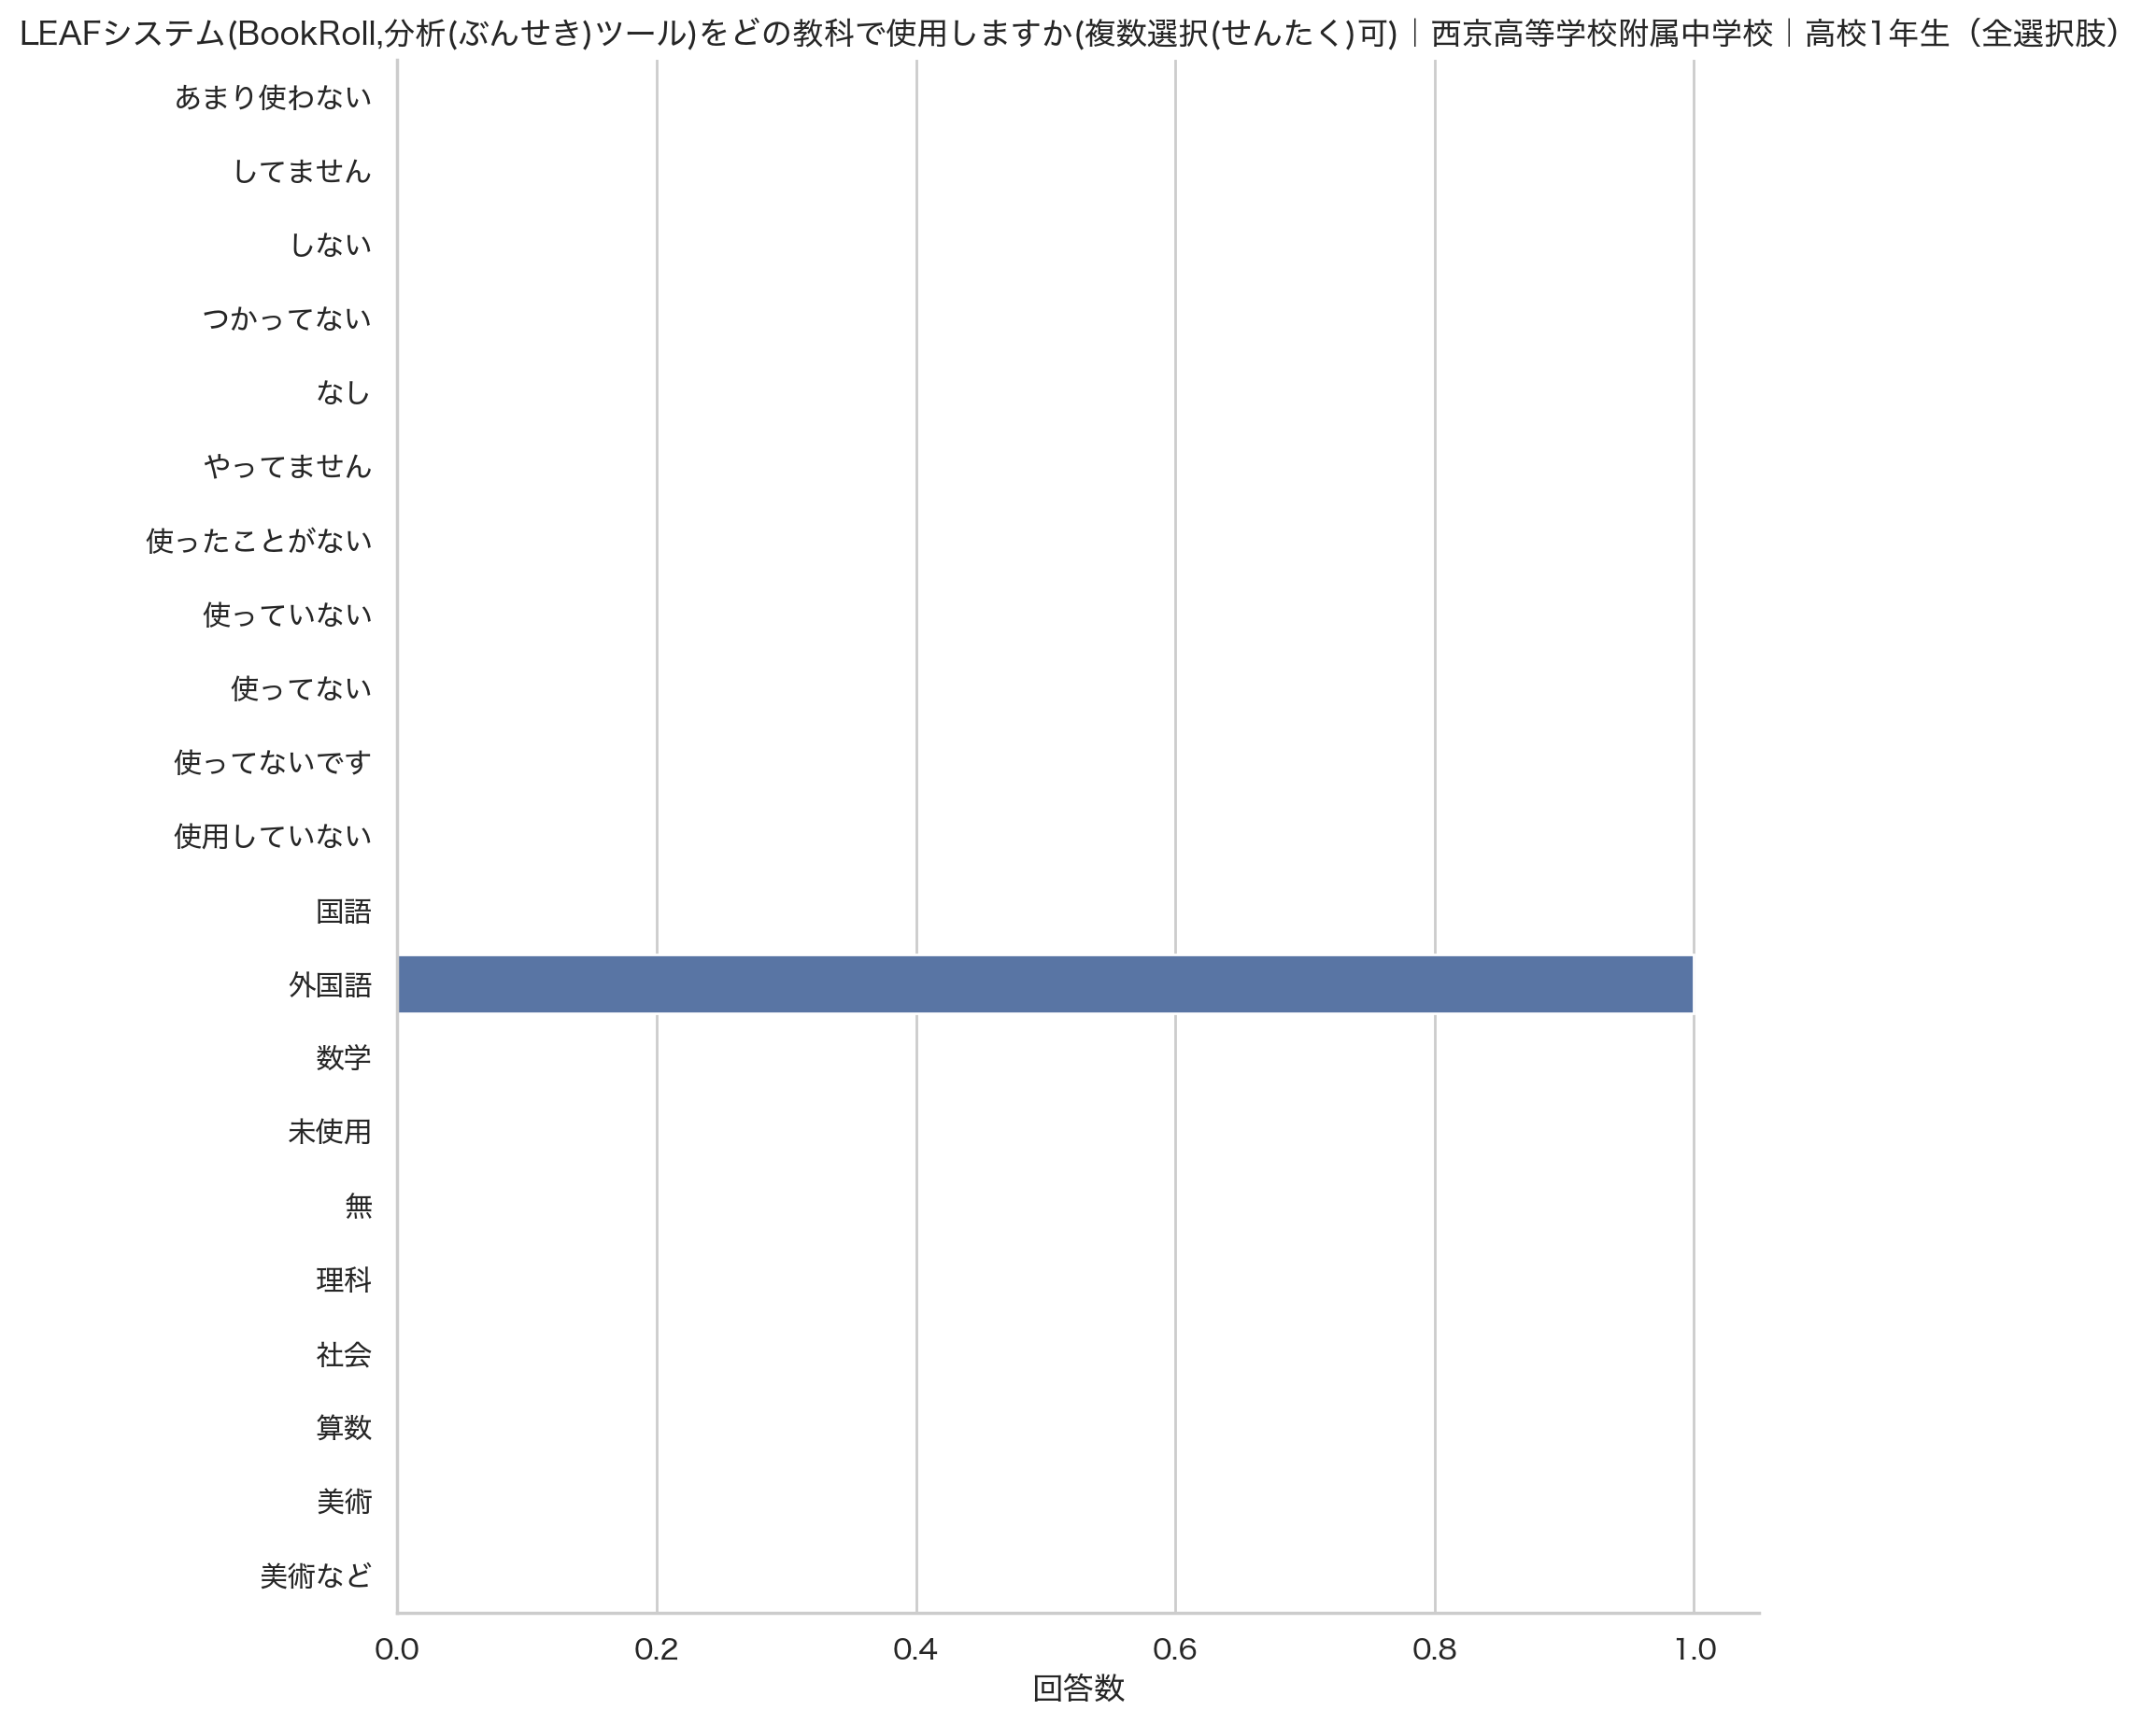 LEAFシステム(BookRoll,分析(ぶんせき)ツール)をどの教科で使用しますか(複数選択(せんたく)可)｜西京高等学校附属中学校｜高校1年生（全選択肢）
あまり使わない
してません
しない
つかってない
なし
やってません
使ったことがない
使っていない
使ってない
使ってないです
使用していない
国語
外国語
数学
未使用
無
理科
社会
算数
美術
美術など
0.0 0.2 0.4 0.6 0.8 1.0
回答数